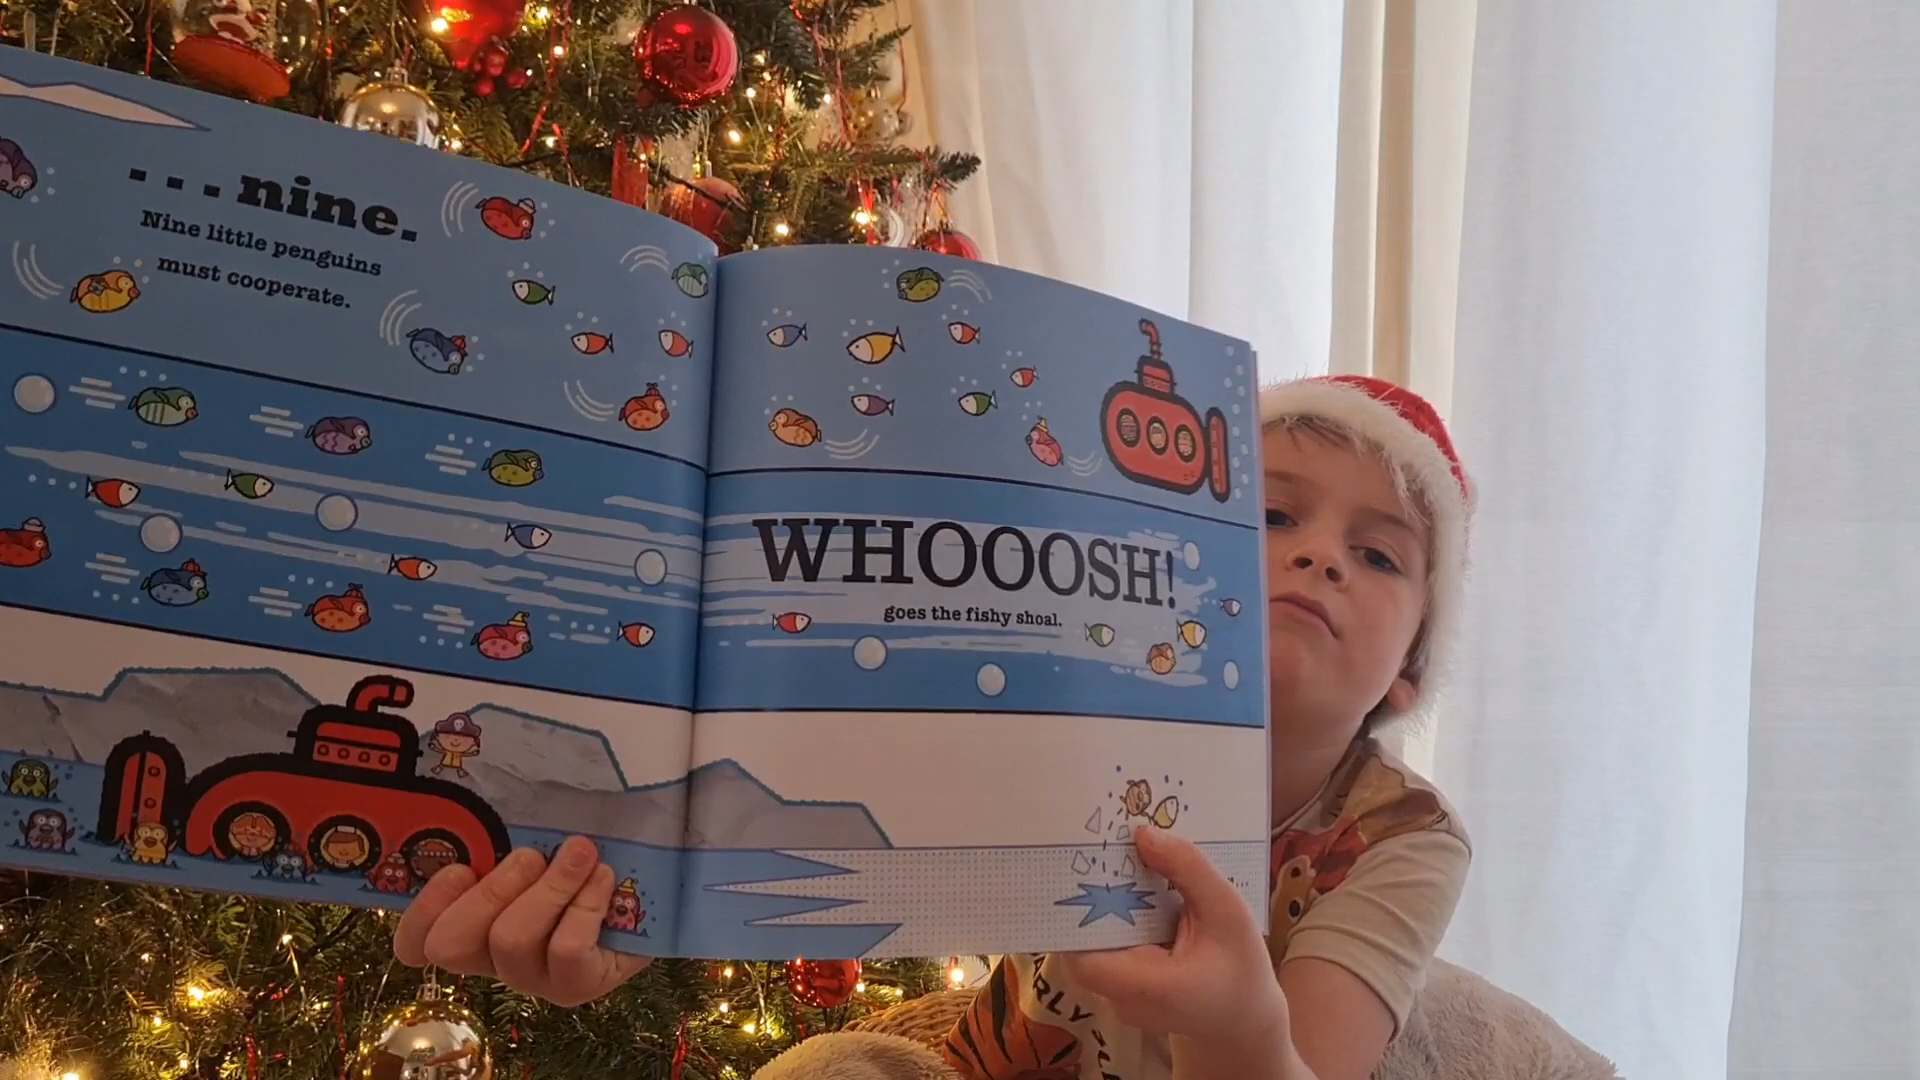 . . . nine.
Nine little penguins
must cooperate.
WHOOOSH!
goes the fishy shoal.